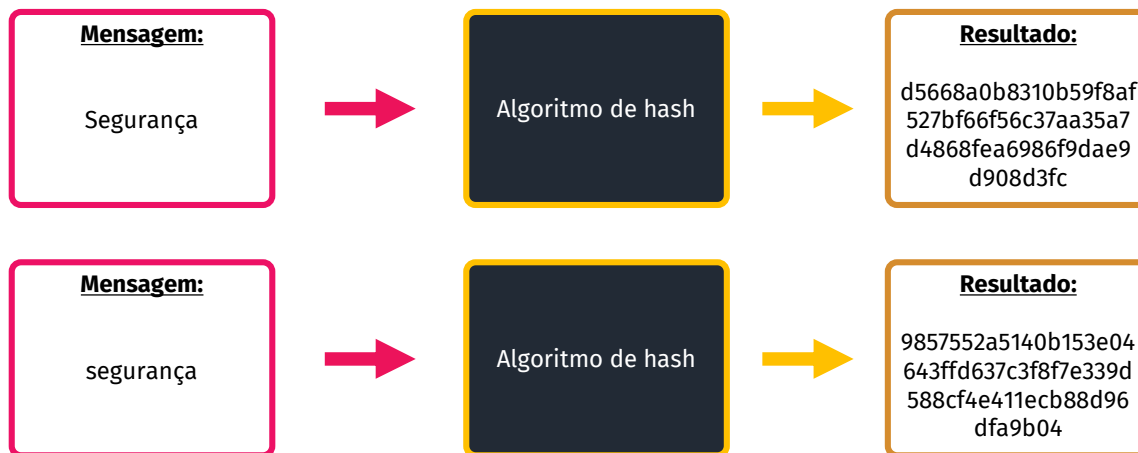 Mensagem:
Segurança
Algoritmo de hash
Resultado:
d5668a0b8310b59f8af
527bf66f56c37aa35a7
d4868fea6986f9dae9
d908d3fc
Mensagem:
segurança
Algoritmo de hash
Resultado:
9857552a5140b153e04
643ffd637c3f8f7e339d
588cf4e411ecb88d96
dfa9b04